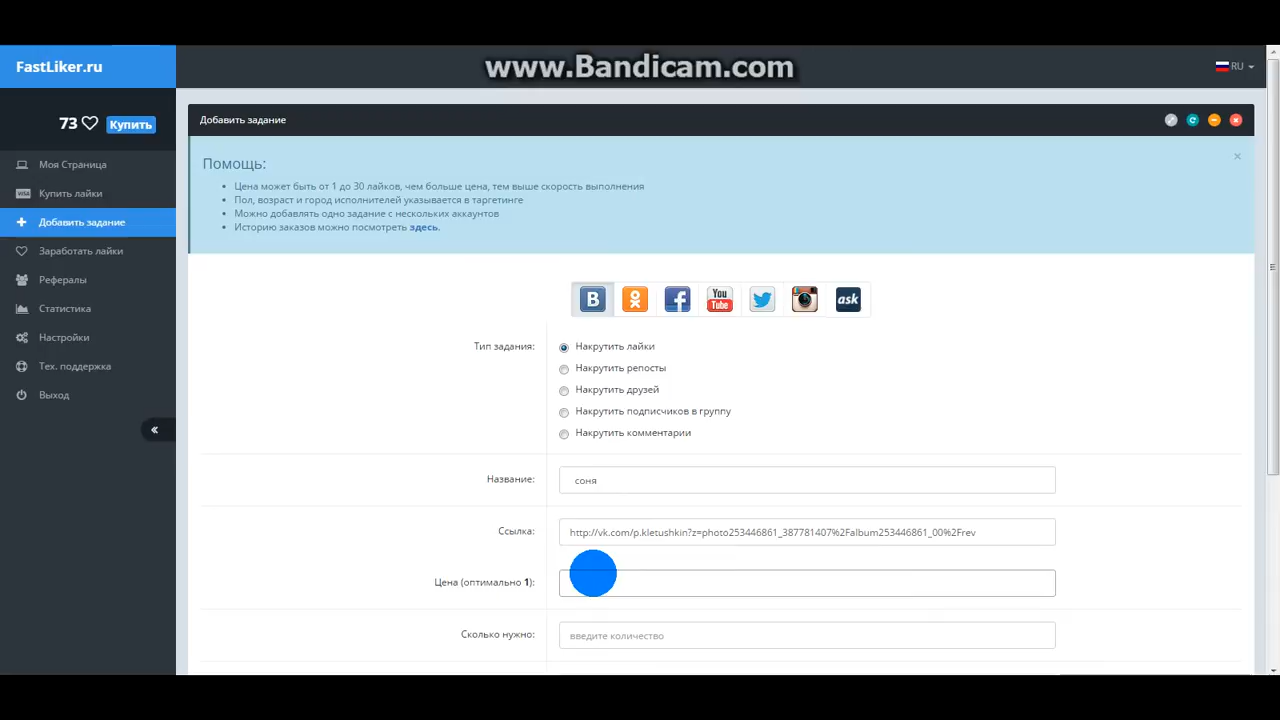 www.Bandicam.com
FastLiker.ru
RU
73 Купить
Моя Страница
Купить лайки
Добавить задание
Заработать лайки
Рефералы
Статистика
Настройки
Тех. поддержка
Выход
Добавить задание
Помощь:
Цена может быть от 1 до 30 лайков, чем больше цена, тем выше скорость выполнения
Пол, возраст и город исполнителей указывается в таргетинге
Можно добавлять одно задание с нескольких аккаунтов
Историю заказов можно посмотреть здесь.
B You Tube ask
Тип задания:
Накрутить лайки
Накрутить репосты
Накрутить друзей
Накрутить подписчиков в группу
Накрутить комментарии
Название: соня
Ссылка: http://vk.com/p.kletushkin?z=photo253446861_387781407%2Falbum253446861_00%2Frev
Цена (оптимально 1):
Сколько нужно: введите количество